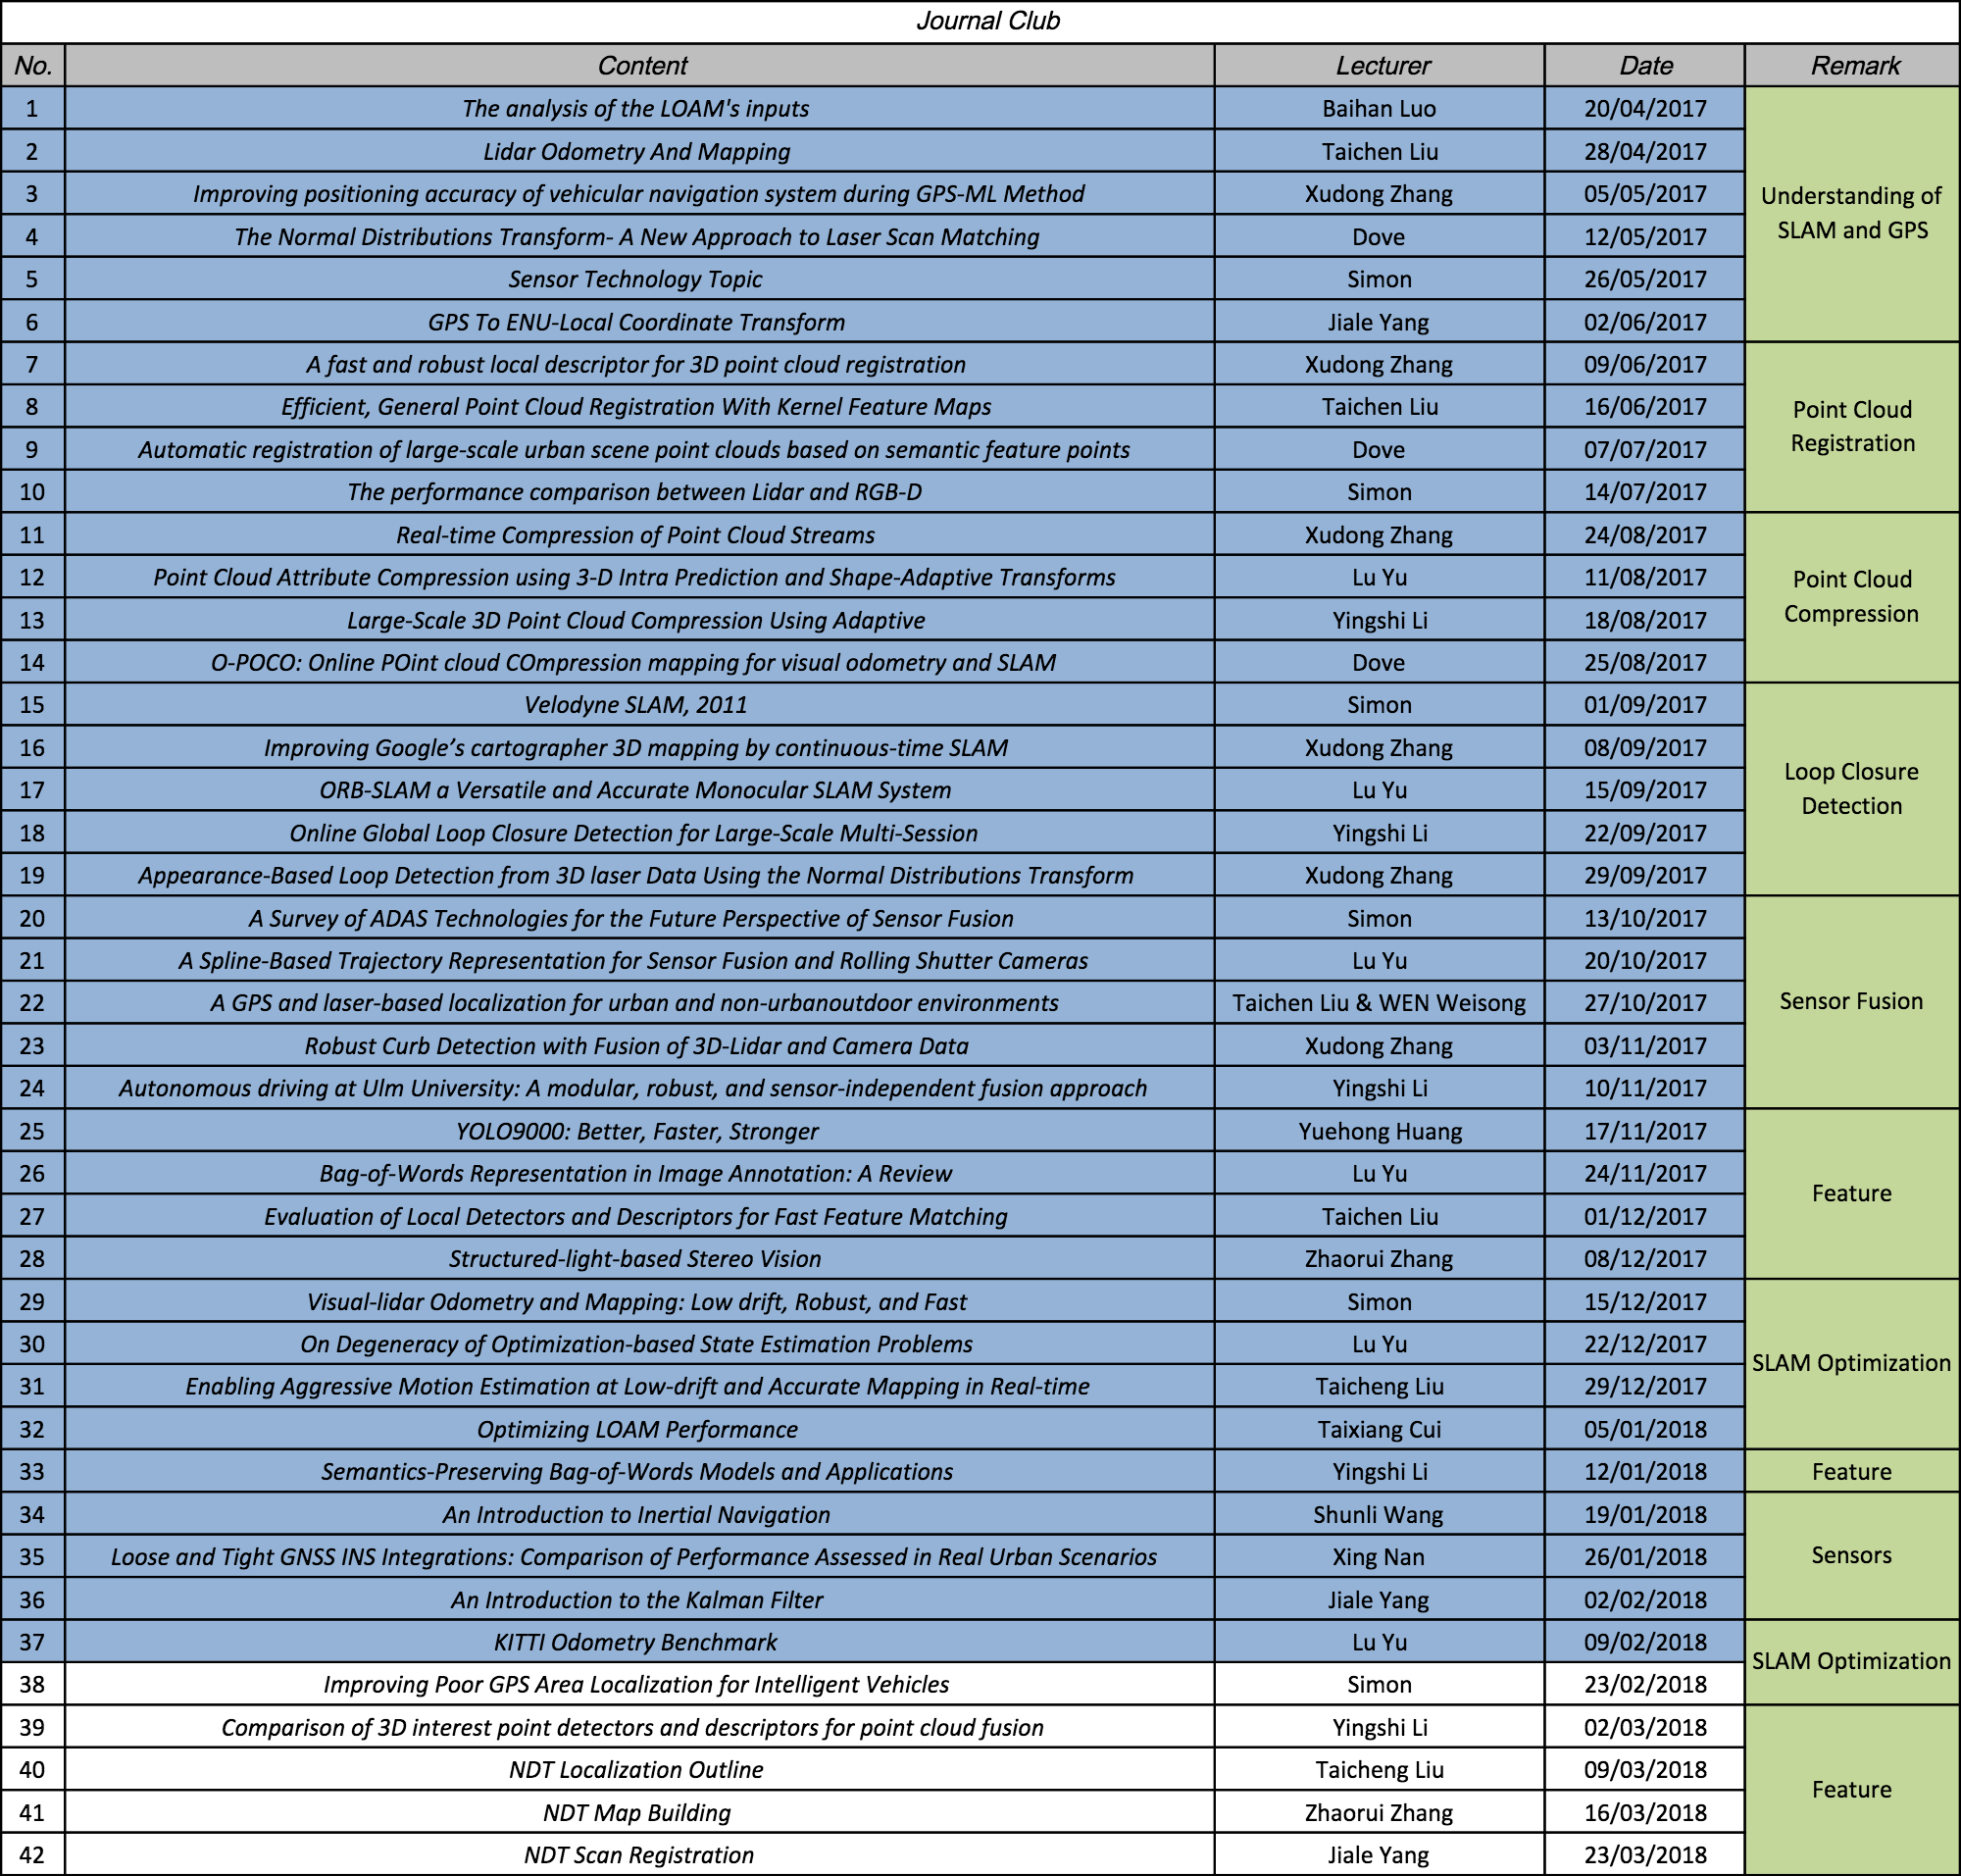 Journal Club
No. Content Lecturer Date Remark
1 The analysis of the LOAM's inputs Baihan Luo 20/04/2017
2 Lidar Odometry And Mapping Taichen Liu 28/04/2017
3 Improving positioning accuracy of vehicular navigation system during GPS-ML Method Xudong Zhang 05/05/2017
Understanding of
SLAM and GPS
4 The Normal Distributions Transform- A New Approach to Laser Scan Matching Dove 12/05/2017
5 Sensor Technology Topic Simon 26/05/2017
6 GPS To ENU-Local Coordinate Transform Jiale Yang 02/06/2017
7 A fast and robust local descriptor for 3D point cloud registration Xudong Zhang 09/06/2017
8 Efficient, General Point Cloud Registration With Kernel Feature Maps Taichen Liu 16/06/2017
Point Cloud
Registration
9 Automatic registration of large-scale urban scene point clouds based on semantic feature points Dove 07/07/2017
10 The performance comparison between Lidar and RGB-D Simon 14/07/2017
11 Real-time Compression of Point Cloud Streams Xudong Zhang 24/08/2017
12 Point Cloud Attribute Compression using 3-D Intra Prediction and Shape-Adaptive Transforms Lu Yu 11/08/2017
Point Cloud
Compression
13 Large-Scale 3D Point Cloud Compression Using Adaptive Yingshi Li 18/08/2017
14 O-POCO: Online POint cloud COmpression mapping for visual odometry and SLAM Dove 25/08/2017
15 Velodyne SLAM, 2011 Simon 01/09/2017
16 Improving Google’s cartographer 3D mapping by continuous-time SLAM Xudong Zhang 08/09/2017
Loop Closure
Detection
17 ORB-SLAM a Versatile and Accurate Monocular SLAM System Lu Yu 15/09/2017
18 Online Global Loop Closure Detection for Large-Scale Multi-Session Yingshi Li 22/09/2017
19 Appearance-Based Loop Detection from 3D laser Data Using the Normal Distributions Transform Xudong Zhang 29/09/2017
20 A Survey of ADAS Technologies for the Future Perspective of Sensor Fusion Simon 13/10/2017
21 A Spline-Based Trajectory Representation for Sensor Fusion and Rolling Shutter Cameras Lu Yu 20/10/2017
22 A GPS and laser-based localization for urban and non-urbanoutdoor environments Taichen Liu & WEN Weisong 27/10/2017 Sensor Fusion
23 Robust Curb Detection with Fusion of 3D-Lidar and Camera Data Xudong Zhang 03/11/2017
24 Autonomous driving at Ulm University: A modular, robust, and sensor-independent fusion approach Yingshi Li 10/11/2017
25 YOLO9000: Better, Faster, Stronger Yuehong Huang 17/11/2017
26 Bag-of-Words Representation in Image Annotation: A Review Lu Yu 24/11/2017
Feature
27 Evaluation of Local Detectors and Descriptors for Fast Feature Matching Taichen Liu 01/12/2017
28 Structured-light-based Stereo Vision Zhaorui Zhang 08/12/2017
29 Visual-lidar Odometry and Mapping: Low drift, Robust, and Fast Simon 15/12/2017
30 On Degeneracy of Optimization-based State Estimation Problems Lu Yu 22/12/2017
SLAM Optimization
31 Enabling Aggressive Motion Estimation at Low-drift and Accurate Mapping in Real-time Taicheng Liu 29/12/2017
32 Optimizing LOAM Performance Taixiang Cui 05/01/2018
33 Semantics-Preserving Bag-of-Words Models and Applications Yingshi Li 12/01/2018 Feature
34 An Introduction to Inertial Navigation Shunli Wang 19/01/2018
35 Loose and Tight GNSS INS Integrations: Comparison of Performance Assessed in Real Urban Scenarios Xing Nan 26/01/2018 Sensors
36 An Introduction to the Kalman Filter Jiale Yang 02/02/2018
37 KITTI Odometry Benchmark Lu Yu 09/02/2018
SLAM Optimization
38 Improving Poor GPS Area Localization for Intelligent Vehicles Simon 23/02/2018
39 Comparison of 3D interest point detectors and descriptors for point cloud fusion Yingshi Li 02/03/2018
40 NDT Localization Outline Taicheng Liu 09/03/2018
Feature
41 NDT Map Building Zhaorui Zhang 16/03/2018
42 NDT Scan Registration Jiale Yang 23/03/2018